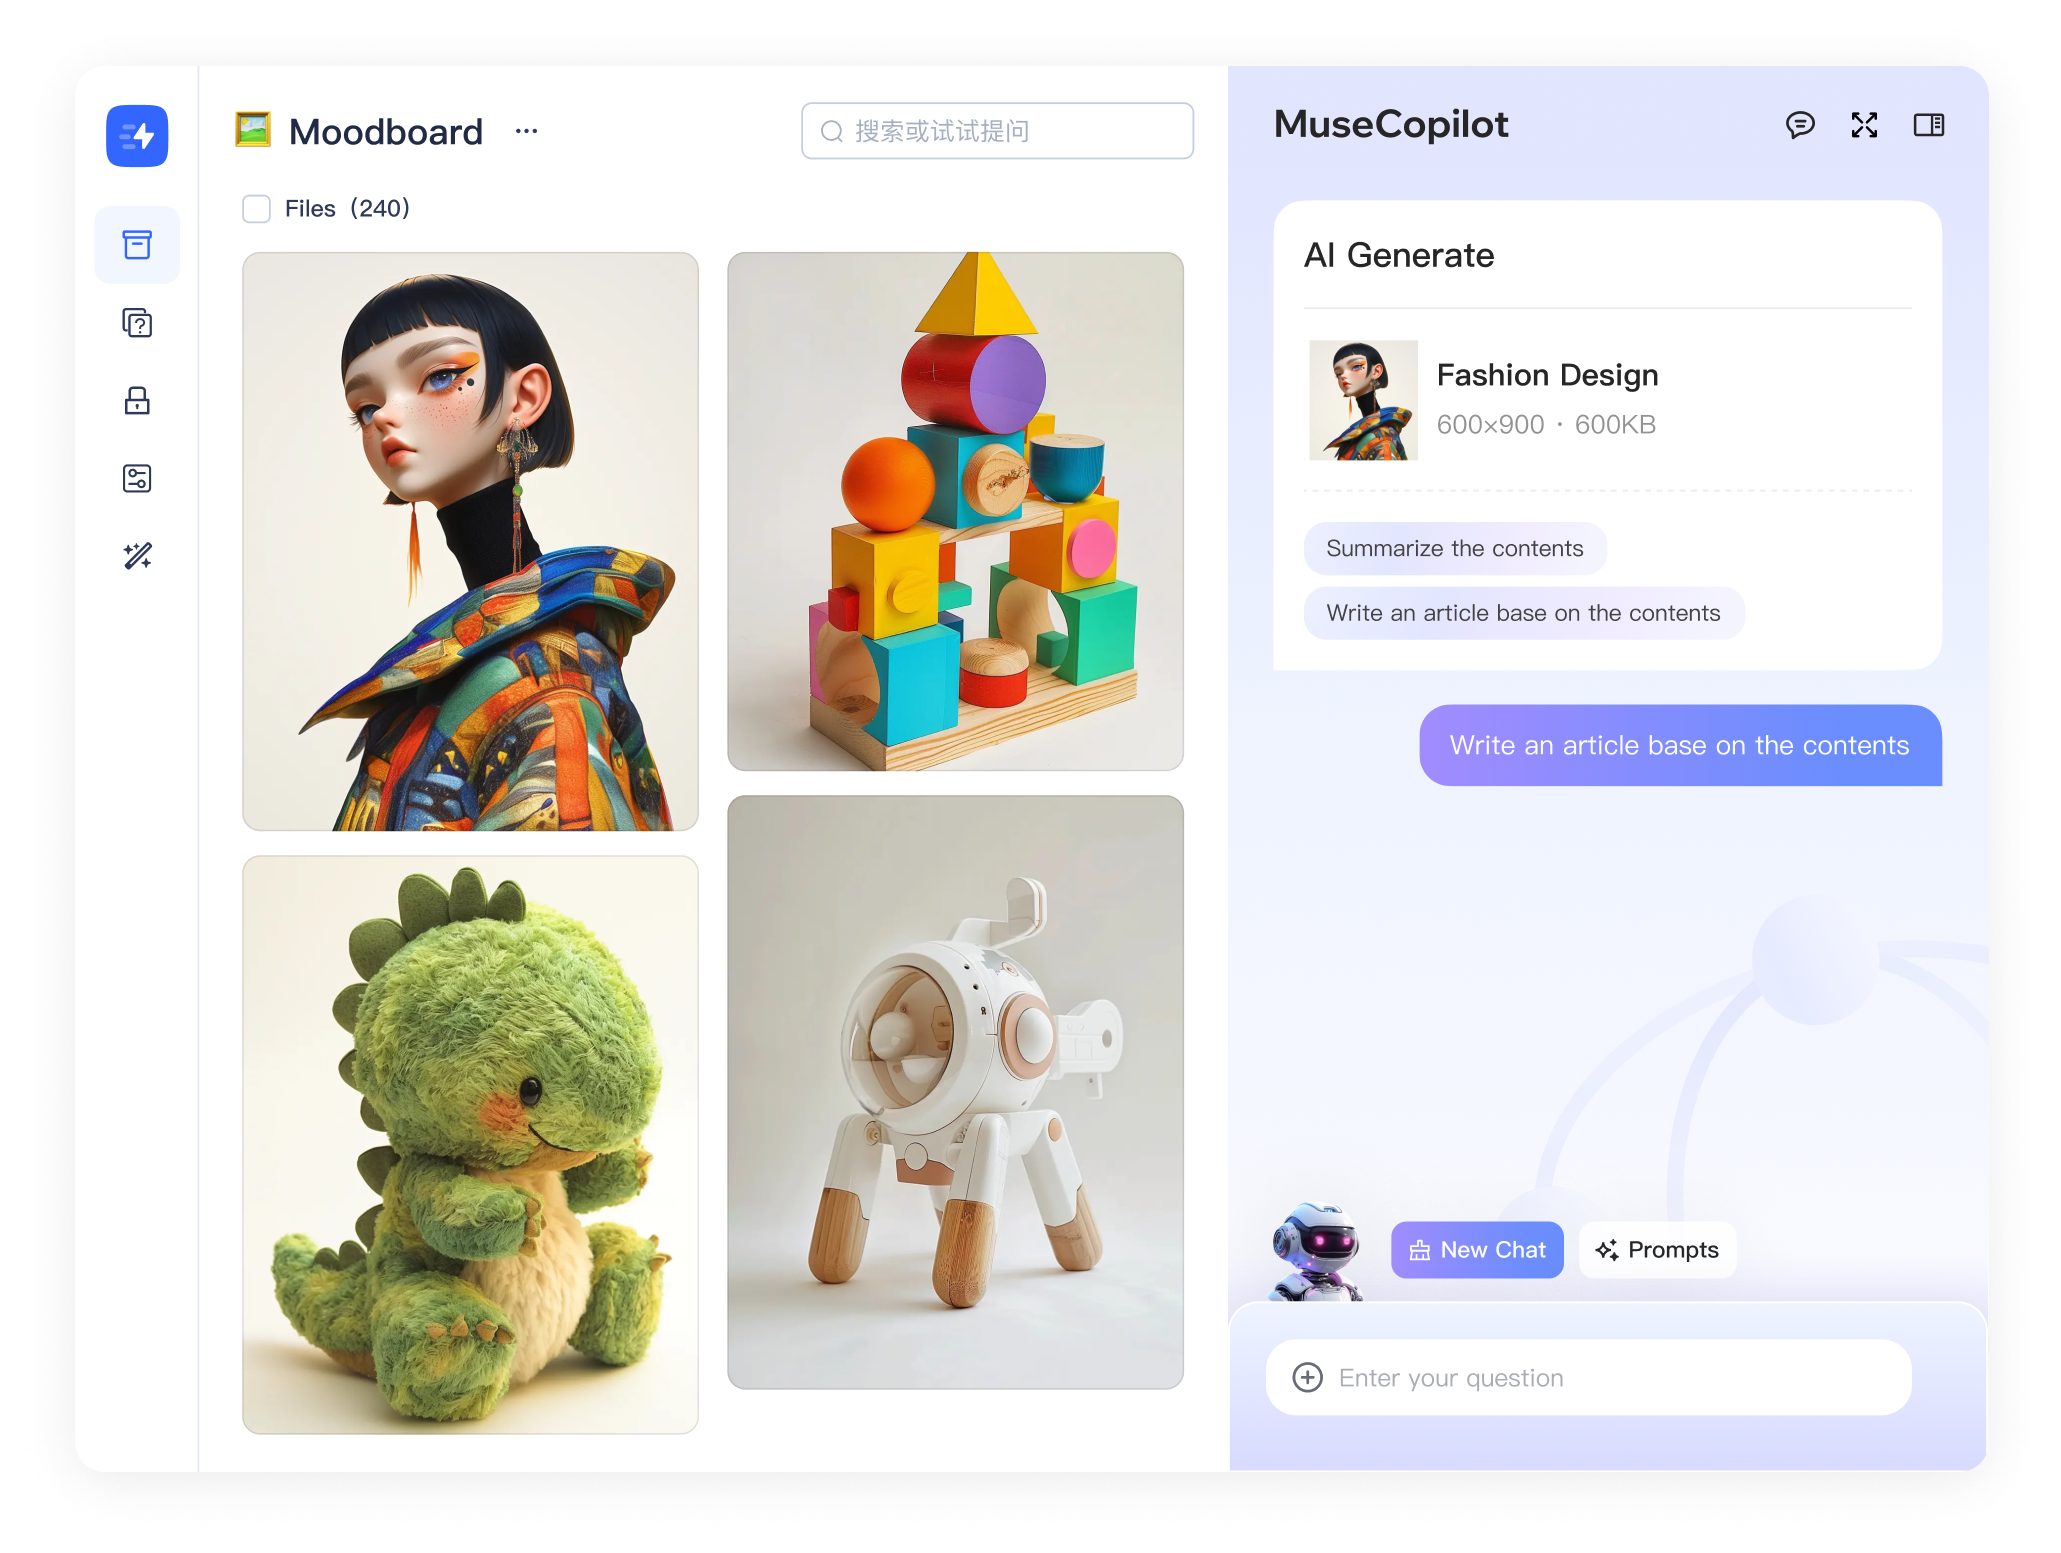 Moodboard
搜索或试试提问
Files (240)
MuseCopilot
AI Generate
Fashion Design
600×900 · 600KB
Summarize the contents
Write an article base on the contents
Write an article base on the contents
New Chat
Prompts
Enter your question